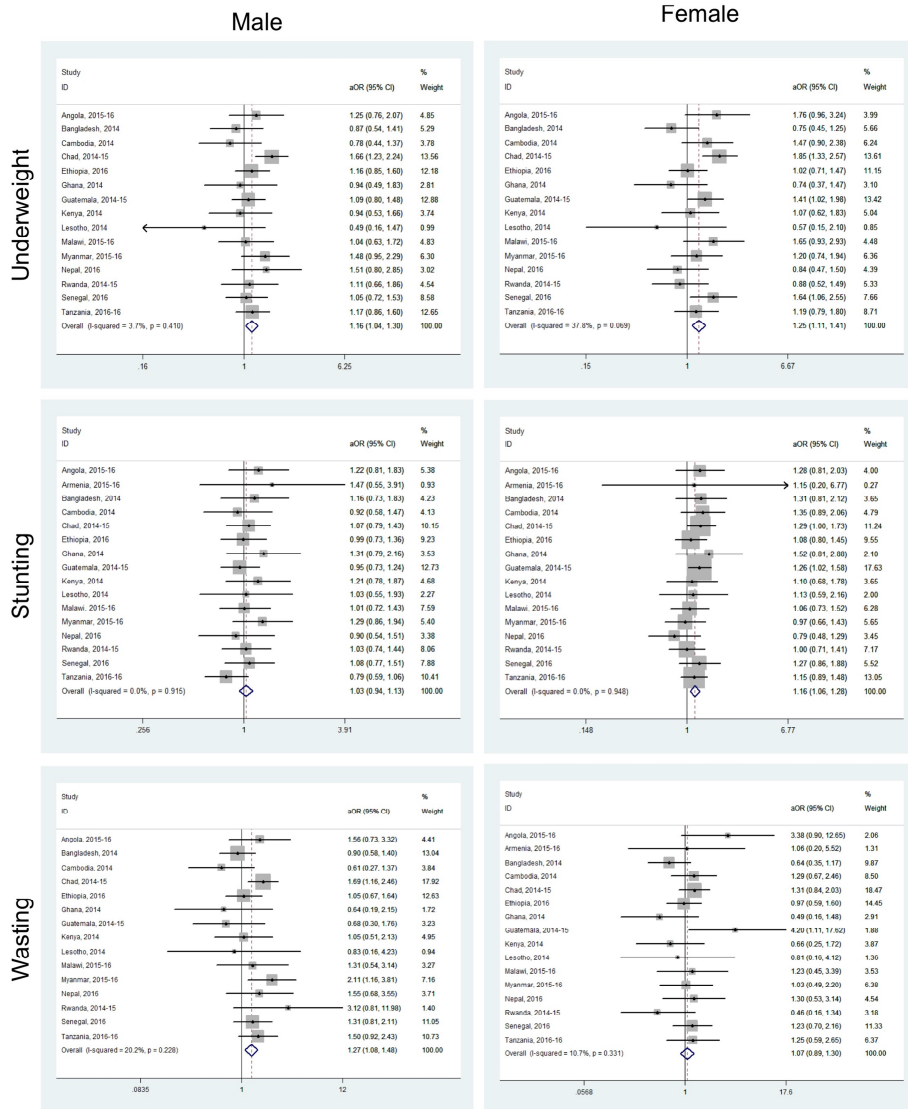 Male
Female
Underweight
Study %
ID aOR (95% CI) Weight
Angola, 2015-16 1.25 (0.76, 2.07) 4.85
Bangladesh, 2014 0.87 (0.54, 1.41) 5.29
Cambodia, 2014 0.78 (0.44, 1.37) 3.78
Chad, 2014-15 1.66 (1.23, 2.24) 13.56
Ethiopia, 2016 1.16 (0.85, 1.60) 12.18
Ghana, 2014 0.94 (0.49, 1.83) 2.81
Guatemala, 2014-15 1.09 (0.80, 1.48) 12.88
Kenya, 2014 0.94 (0.53, 1.66) 3.74
Lesotho, 2014 0.49 (0.16, 1.47) 0.99
Malawi, 2015-16 1.04 (0.63, 1.72) 4.83
Myanmar, 2015-16 1.48 (0.95, 2.29) 6.30
Nepal, 2016 1.51 (0.80, 2.85) 3.02
Rwanda, 2014-15 1.11 (0.66, 1.86) 4.54
Senegal, 2016 1.05 (0.72, 1.53) 8.58
Tanzania, 2016-16 1.17 (0.86, 1.60) 12.65
Overall (I-squared = 3.7%, p = 0.410) 1.16 (1.04, 1.30) 100.00
.16 1 6.25
Study %
ID aOR (95% CI) Weight
Angola, 2015-16 1.76 (0.96, 3.24) 3.99
Bangladesh, 2014 0.75 (0.45, 1.25) 5.66
Cambodia, 2014 1.47 (0.90, 2.38) 6.24
Chad, 2014-15 1.85 (1.33, 2.57) 13.61
Ethiopia, 2016 1.02 (0.71, 1.47) 11.15
Ghana, 2014 0.74 (0.37, 1.47) 3.10
Guatemala, 2014-15 1.41 (1.02, 1.98) 13.42
Kenya, 2014 1.07 (0.62, 1.83) 5.04
Lesotho, 2014 0.57 (0.15, 2.10) 0.85
Malawi, 2015-16 1.65 (0.93, 2.93) 4.48
Myanmar, 2015-16 1.20 (0.74, 1.94) 6.36
Nepal, 2016 0.84 (0.47, 1.50) 4.39
Rwanda, 2014-15 0.88 (0.52, 1.49) 5.33
Senegal, 2016 1.64 (1.06, 2.55) 7.66
Tanzania, 2016-16 1.19 (0.79, 1.80) 8.71
Overall (I-squared = 37.8%, p = 0.069) 1.25 (1.11, 1.41) 100.00
.15 1 6.67
Stunting
Study %
ID aOR (95% CI) Weight
Angola, 2015-16 1.22 (0.81, 1.83) 5.38
Armenia, 2015-16 1.47 (0.55, 3.91) 0.93
Bangladesh, 2014 1.16 (0.73, 1.83) 4.23
Cambodia, 2014 0.92 (0.58, 1.47) 4.13
Chad, 2014-15 1.07 (0.79, 1.43) 10.15
Ethiopia, 2016 0.99 (0.73, 1.36) 9.23
Ghana, 2014 1.31 (0.79, 2.16) 3.53
Guatemala, 2014-15 0.95 (0.73, 1.24) 12.73
Kenya, 2014 1.21 (0.78, 1.87) 4.68
Lesotho, 2014 1.03 (0.55, 1.93) 2.27
Malawi, 2015-16 1.01 (0.72, 1.43) 7.59
Myanmar, 2015-16 1.29 (0.86, 1.94) 5.40
Nepal, 2016 0.90 (0.54, 1.51) 3.38
Rwanda, 2014-15 1.03 (0.74, 1.44) 8.06
Senegal, 2016 1.08 (0.77, 1.51) 7.88
Tanzania, 2016-16 0.79 (0.59, 1.06) 10.41
Overall (I-squared = 0.0%, p = 0.915) 1.03 (0.94, 1.13) 100.00
.256 1 3.91
Study %
ID aOR (95% CI) Weight
Angola, 2015-16 1.28 (0.81, 2.03) 4.00
Armenia, 2015-16 1.15 (0.20, 6.77) 0.27
Bangladesh, 2014 1.31 (0.81, 2.12) 3.65
Cambodia, 2014 1.35 (0.89, 2.06) 4.79
Chad, 2014-15 1.29 (1.00, 1.73) 11.24
Ethiopia, 2016 1.08 (0.80, 1.45) 9.55
Ghana, 2014 1.52 (0.81, 2.88) 2.10
Guatemala, 2014-15 1.26 (1.02, 1.58) 17.63
Kenya, 2014 1.10 (0.68, 1.78) 3.65
Lesotho, 2014 1.13 (0.59, 2.16) 2.00
Malawi, 2015-16 1.06 (0.73, 1.52) 6.28
Myanmar, 2015-16 0.97 (0.66, 1.43) 5.65
Nepal, 2016 0.79 (0.48, 1.29) 3.45
Rwanda, 2014-15 1.00 (0.71, 1.41) 7.17
Senegal, 2016 1.27 (0.86, 1.88) 5.52
Tanzania, 2016-16 1.15 (0.89, 1.48) 13.05
Overall (I-squared = 0.0%, p = 0.948) 1.16 (1.06, 1.28) 100.00
.148 1 6.77
Wasting
Study %
ID aOR (95% CI) Weight
Angola, 2015-16 1.56 (0.73, 3.32) 4.41
Bangladesh, 2014 0.90 (0.58, 1.40) 13.04
Cambodia, 2014 0.61 (0.27, 1.37) 3.84
Chad, 2014-15 1.69 (1.16, 2.46) 17.92
Ethiopia, 2016 1.05 (0.67, 1.64) 12.63
Ghana, 2014 0.64 (0.19, 2.15) 1.72
Guatemala, 2014-15 0.68 (0.30, 1.76) 3.23
Kenya, 2014 1.05 (0.51, 2.13) 4.95
Lesotho, 2014 0.83 (0.16, 4.23) 0.94
Malawi, 2015-16 1.31 (0.54, 3.14) 3.27
Myanmar, 2015-16 2.11 (1.16, 3.81) 7.16
Nepal, 2016 1.55 (0.68, 3.55) 3.71
Rwanda, 2014-15 3.12 (0.81, 11.98) 1.40
Senegal, 2016 1.31 (0.81, 2.11) 11.05
Tanzania, 2016-16 1.50 (0.92, 2.43) 10.73
Overall (I-squared = 20.2%, p = 0.228) 1.27 (1.08, 1.48) 100.00
.0835 1 12
Study %
ID aOR (95% CI) Weight
Angola, 2015-16 3.38 (0.90, 12.65) 2.06
Armenia, 2015-16 1.06 (0.20, 5.52) 1.31
Bangladesh, 2014 0.64 (0.35, 1.17) 9.87
Cambodia, 2014 1.29 (0.67, 2.46) 8.50
Chad, 2014-15 1.31 (0.84, 2.03) 18.47
Ethiopia, 2016 0.97 (0.59, 1.60) 14.45
Ghana, 2014 0.49 (0.16, 1.48) 2.91
Guatemala, 2014-15 4.20 (1.11, 17.62) 1.88
Kenya, 2014 0.66 (0.25, 1.72) 3.87
Lesotho, 2014 0.81 (0.16, 4.12) 1.36
Malawi, 2015-16 1.23 (0.45, 3.39) 3.53
Myanmar, 2015-16 1.03 (0.49, 2.20) 6.39
Nepal, 2016 1.30 (0.53, 3.14) 4.54
Rwanda, 2014-15 0.46 (0.16, 1.34) 3.18
Senegal, 2016 1.23 (0.70, 2.16) 11.33
Tanzania, 2016-16 1.25 (0.59, 2.65) 6.37
Overall (I-squared = 10.7%, p = 0.331) 1.07 (0.89, 1.30) 100.00
.0568 1 17.6